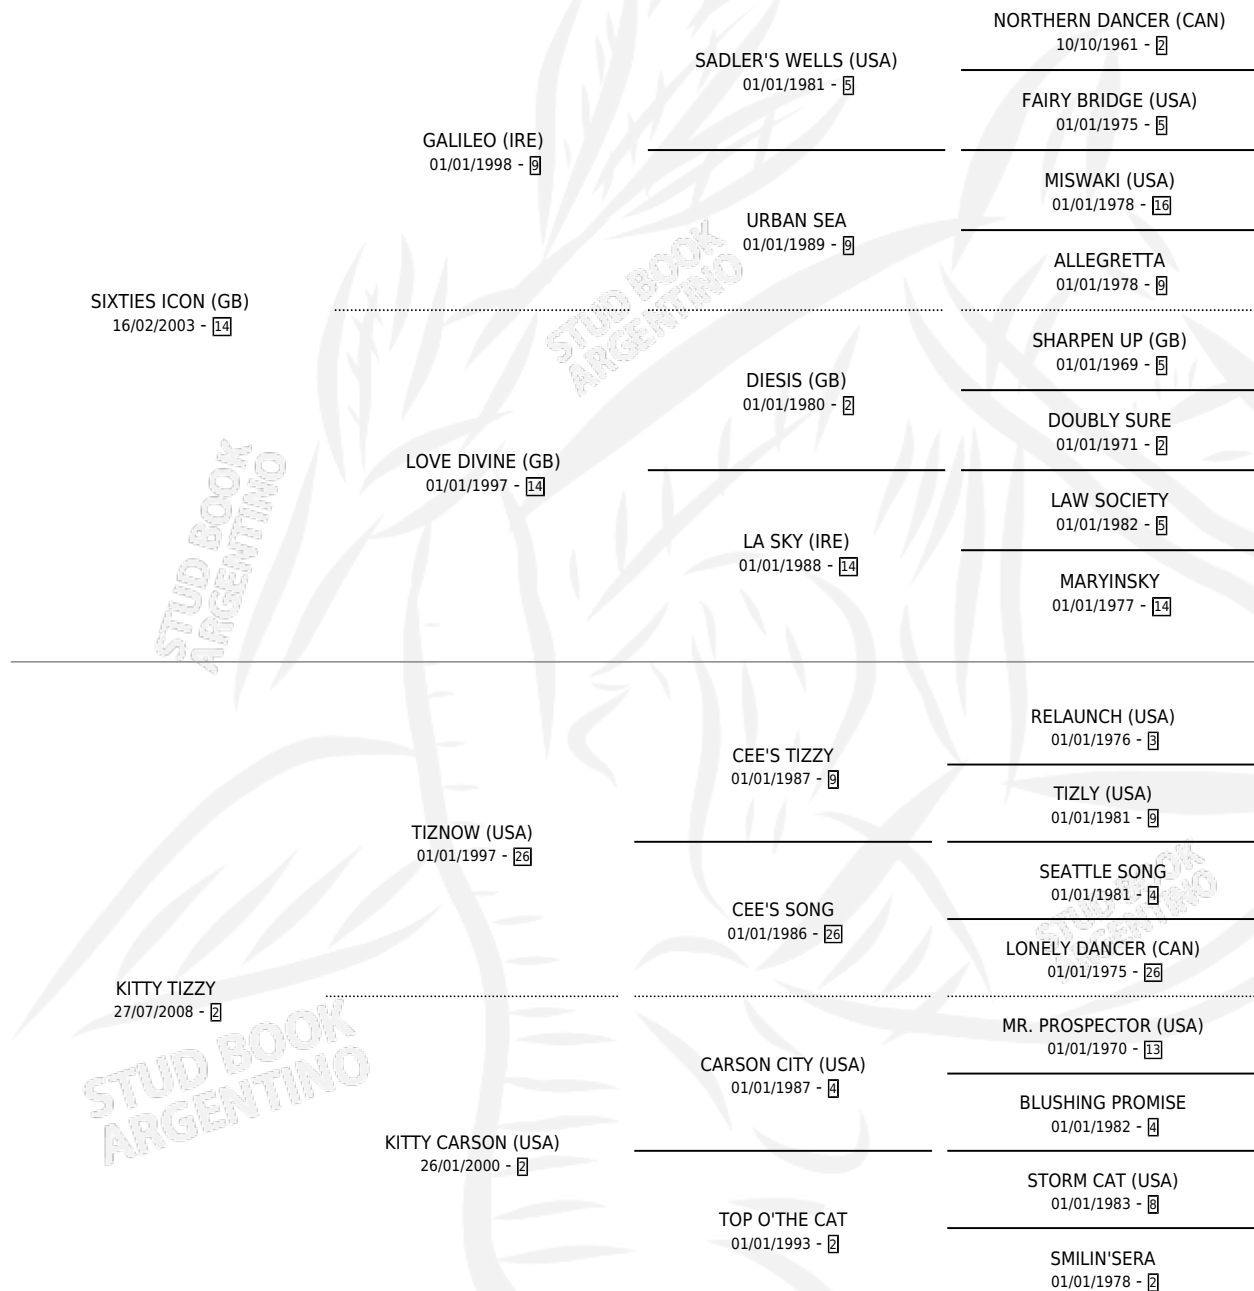 NORTHERN DANCER (CAN)
10/10/1961 - 2
SADLER'S WELLS (USA)
01/01/1981 - 5
FAIRY BRIDGE (USA)
01/01/1975 - 5
GALILEO (IRE)
01/01/1998 - 9
MISWAKI (USA)
01/01/1978 - 16
URBAN SEA
01/01/1989 - 9
ALLEGRETTA
01/01/1978 - 9
SIXTIES ICON (GB)
16/02/2003 - 14
SHARPEN UP (GB)
01/01/1969 - 5
DIESIS (GB)
01/01/1980 - 2
DOUBLY SURE
01/01/1971 - 2
LOVE DIVINE (GB)
01/01/1997 - 14
LAW SOCIETY
01/01/1982 - 5
LA SKY (IRE)
01/01/1988 - 14
MARYINSKY
01/01/1977 - 14
RELAUNCH (USA)
01/01/1976 - 3
CEE'S TIZZY
01/01/1987 - 9
TIZLY (USA)
01/01/1981 - 9
TIZNOW (USA)
01/01/1997 - 26
SEATTLE SONG
01/01/1981 - 4
CEE'S SONG
01/01/1986 - 26
LONELY DANCER (CAN)
01/01/1975 - 26
KITTY TIZZY
27/07/2008 - 2
MR. PROSPECTOR (USA)
01/01/1970 - 13
CARSON CITY (USA)
01/01/1987 - 4
BLUSHING PROMISE
01/01/1982 - 4
KITTY CARSON (USA)
26/01/2000 - 2
STORM CAT (USA)
01/01/1983 - 8
TOP O'THE CAT
01/01/1993 - 2
SMILIN'SERA
01/01/1978 - 2
STUD BOOK
ARGENTINO
STUD BOOK
ARGENTINO
STUD BOOK
ARGENTINO
STUD BOOK
ARGENTINO